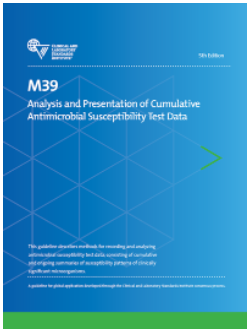 CLINICAL AND
LABORATORY
STANDARDS
INSTITUTE®
5th Edition
M39
Analysis and Presentation of Cumulative
Antimicrobial Susceptibility Test Data
This guideline describes methods for recording and analyzing
antimicrobial susceptibility test data, consisting of cumulative
and ongoing summaries of susceptibility patterns of clinically
significant microorganisms.
A guideline for global application developed through the Clinical and Laboratory Standards Institute consensus process.